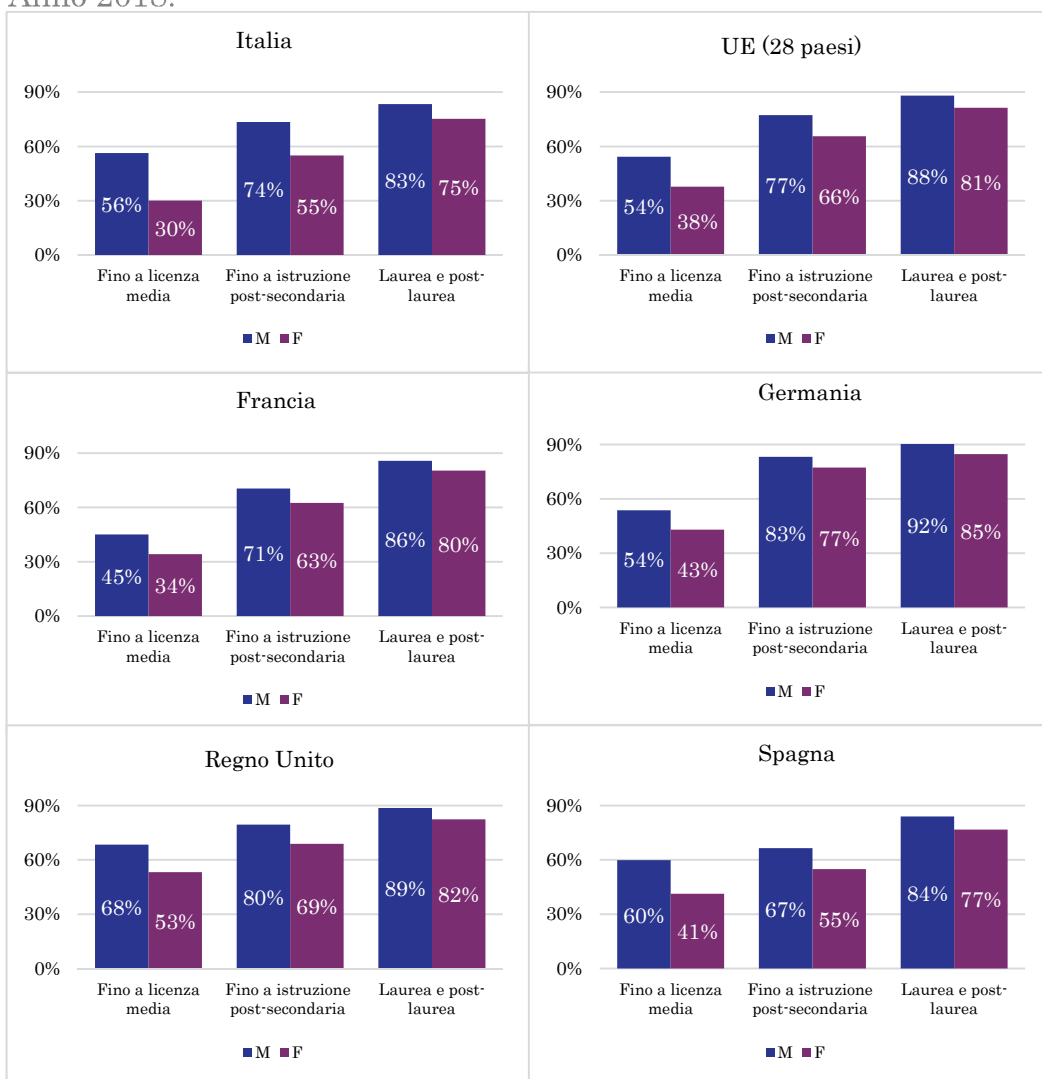 Anno 2018.
Italia
90%
60%
30%
0%
56%
30%
74%
55%
83%
75%
Fino a licenza
media
Fino a istruzione
post-secondaria
Laurea e post-
laurea
M F
UE (28 paesi)
90%
60%
30%
0%
54%
38%
77%
66%
88%
81%
Fino a licenza
media
Fino a istruzione
post-secondaria
Laurea e post-
laurea
M F
Francia
90%
60%
30%
0%
45%
34%
71%
63%
86%
80%
Fino a licenza
media
Fino a istruzione
post-secondaria
Laurea e post-
laurea
M F
Germania
90%
60%
30%
0%
54%
43%
83%
77%
92%
85%
Fino a licenza
media
Fino a istruzione
post-secondaria
Laurea e post-
laurea
M F
Regno Unito
90%
60%
30%
0%
68%
53%
80%
69%
89%
82%
Fino a licenza
media
Fino a istruzione
post-secondaria
Laurea e post-
laurea
M F
Spagna
90%
60%
30%
0%
60%
41%
67%
55%
84%
77%
Fino a licenza
media
Fino a istruzione
post-secondaria
Laurea e post-
laurea
M F